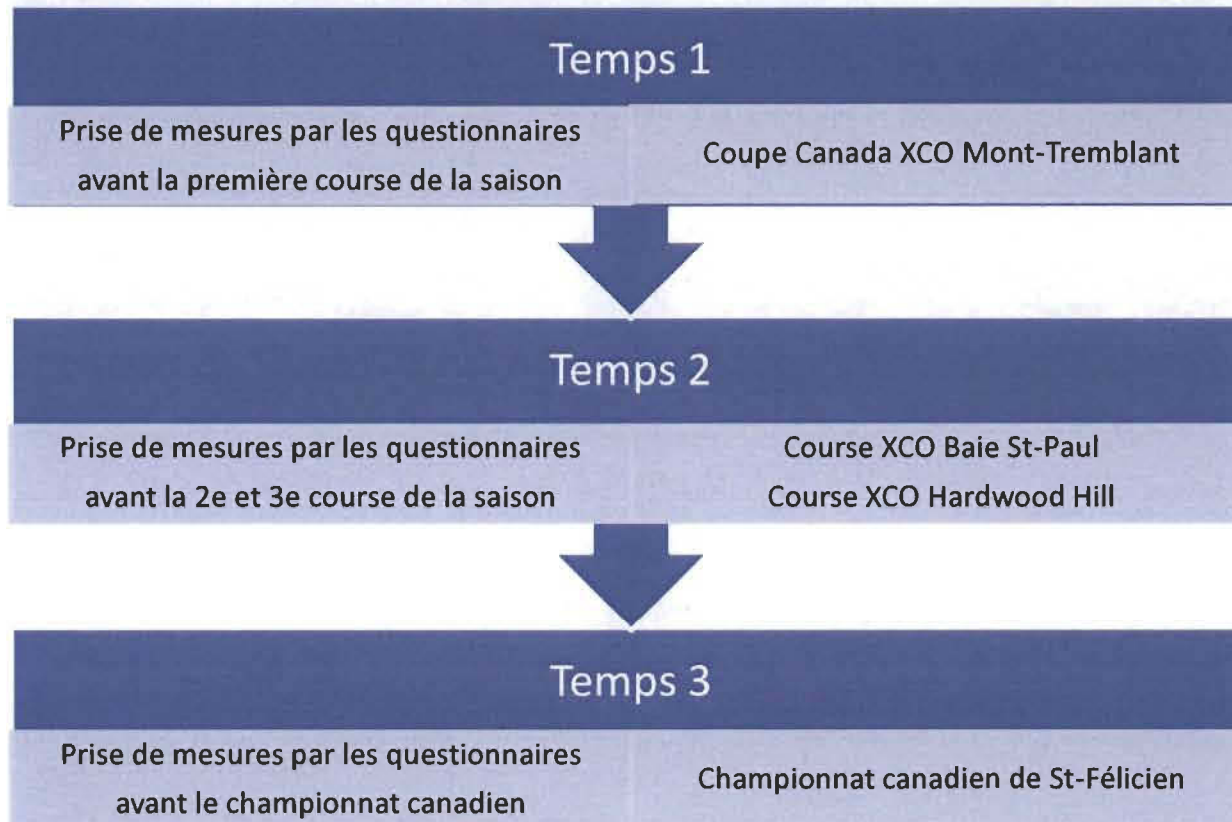 Temps 1
Prise de mesures par les questionnaires
avant la première course de la saison
Coupe Canada XCO Mont-Tremblant
Temps 2
Prise de mesures par les questionnaires
avant la 2e et 3e course de la saison
Course XCO Baie St-Paul
Course XCO Hardwood Hill
Temps 3
Prise de mesures par les questionnaires
avant le championnat canadien
Championnat canadien de St-Félicien